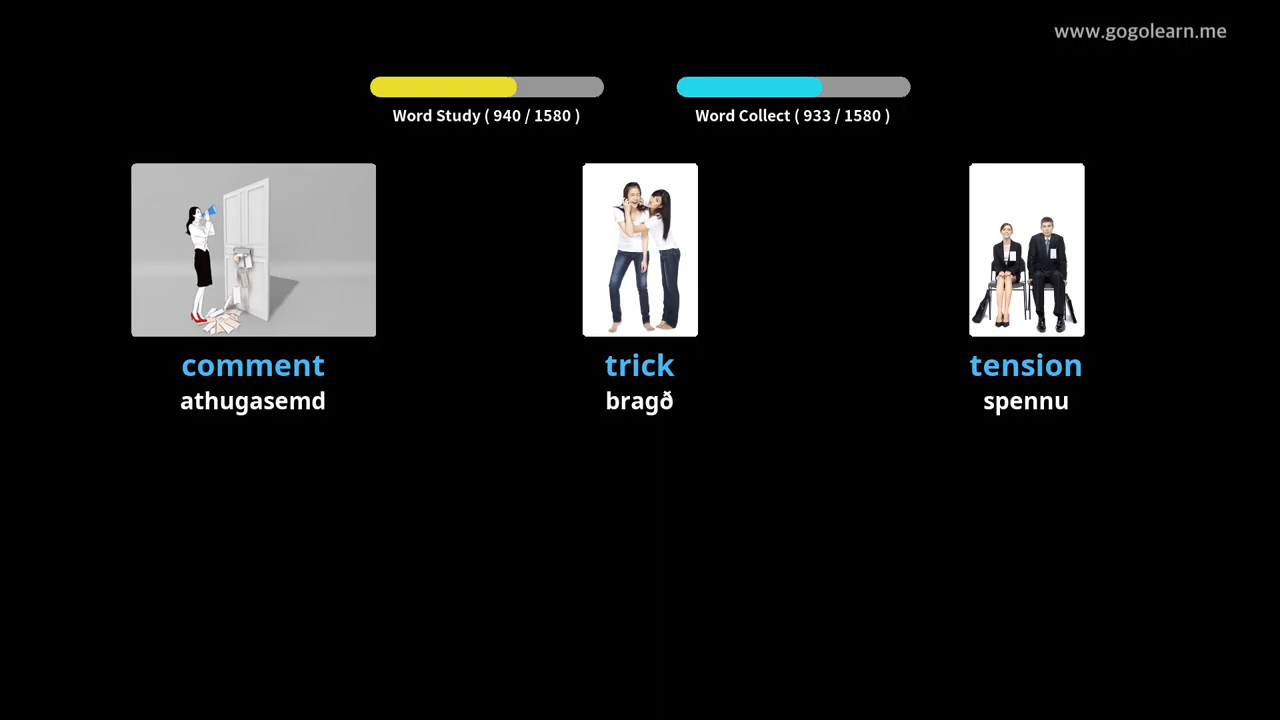 www.gogolearn.me
Word Study ( 940 / 1580 )
Word Collect ( 933 / 1580 )
comment
athugasemd
trick
bragð
tension
spennu